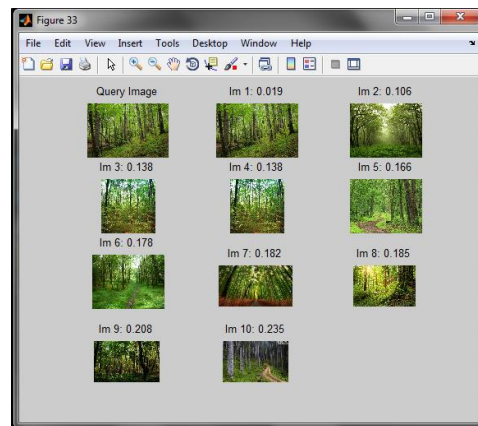 Figure 33
File Edit View Insert Tools Desktop Window Help
Query Image Im 1: 0.019 Im 2: 0.106
Im 3: 0.138 Im 4: 0.138 Im 5: 0.166
Im 6: 0.178 Im 7: 0.182 Im 8: 0.185
Im 9: 0.208 Im 10: 0.235